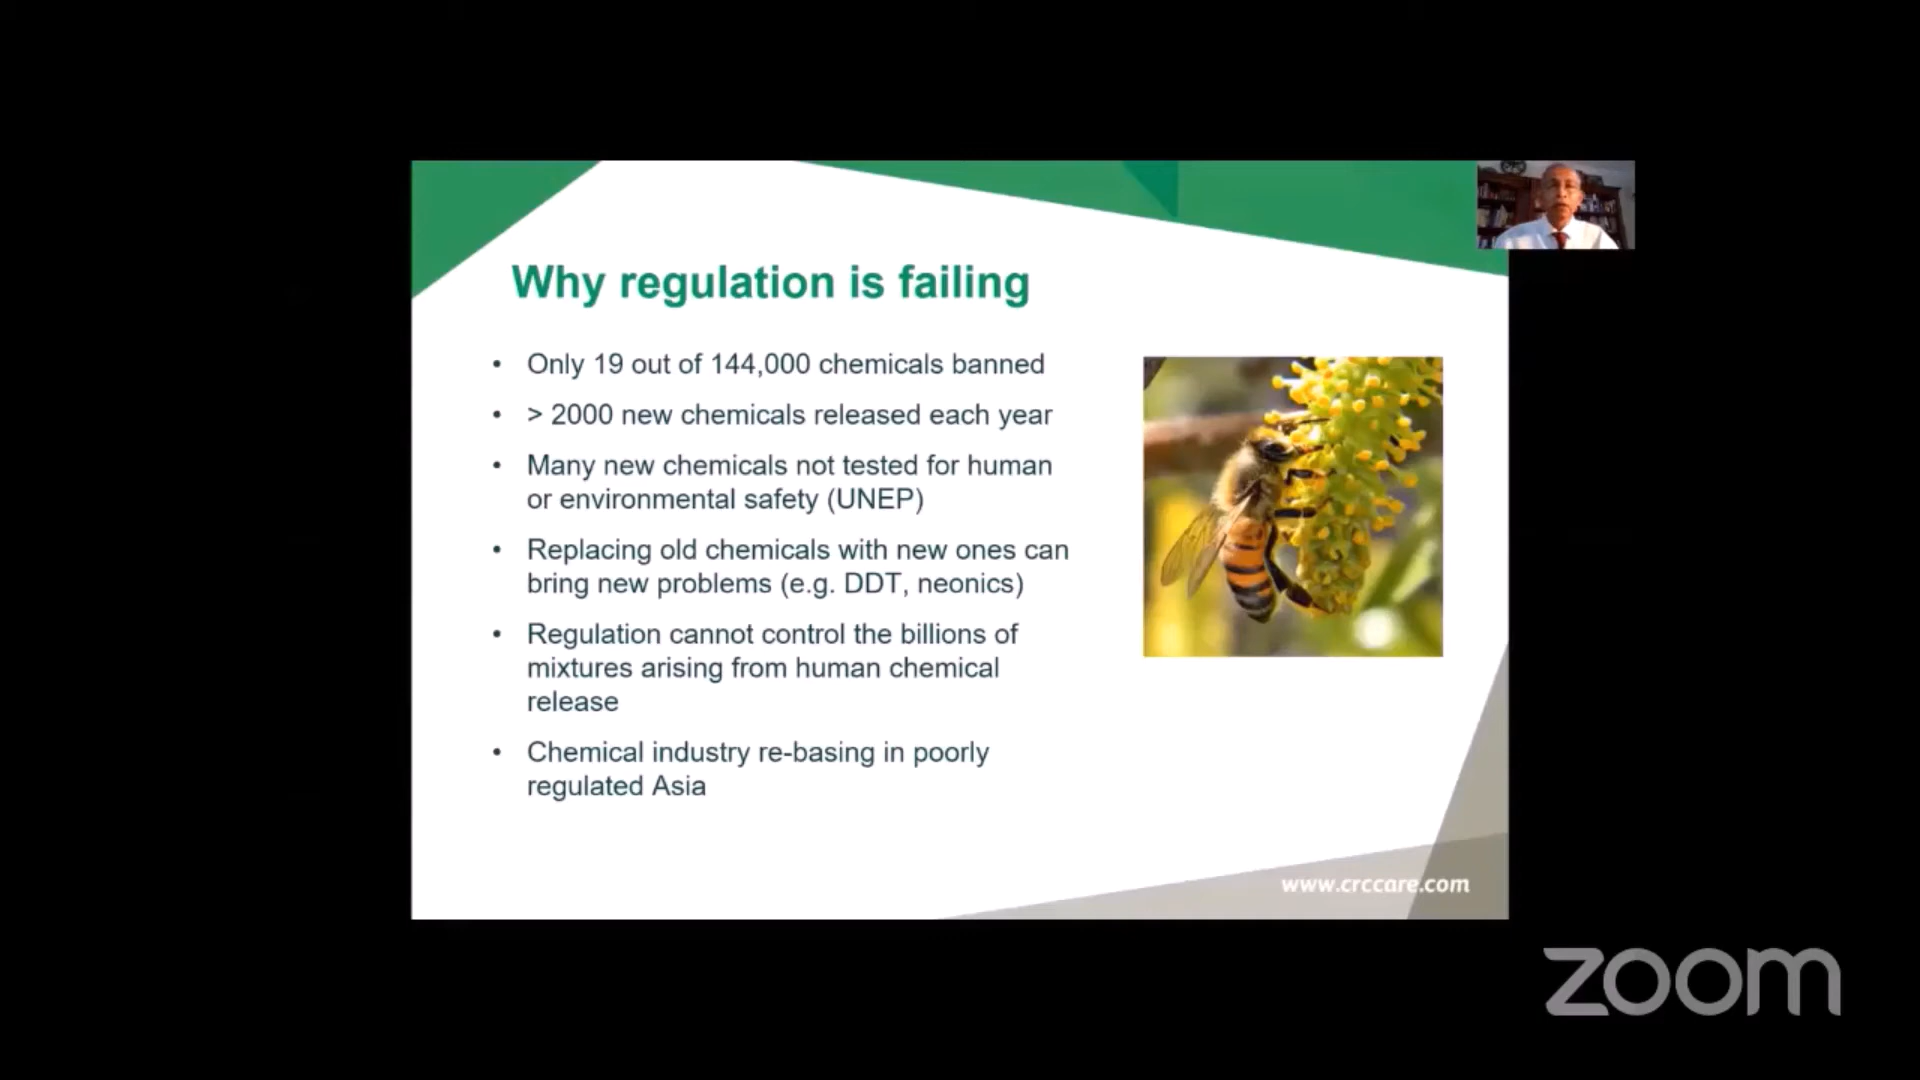 Why regulation is failing
• Only 19 out of 144,000 chemicals banned
• > 2000 new chemicals released each year
• Many new chemicals not tested for human
or environmental safety (UNEP)
• Replacing old chemicals with new ones can
bring new problems (e.g. DDT, neonics)
• Regulation cannot control the billions of
mixtures arising from human chemical
release
• Chemical industry re-basing in poorly
regulated Asia
www.crccare.com
zoom